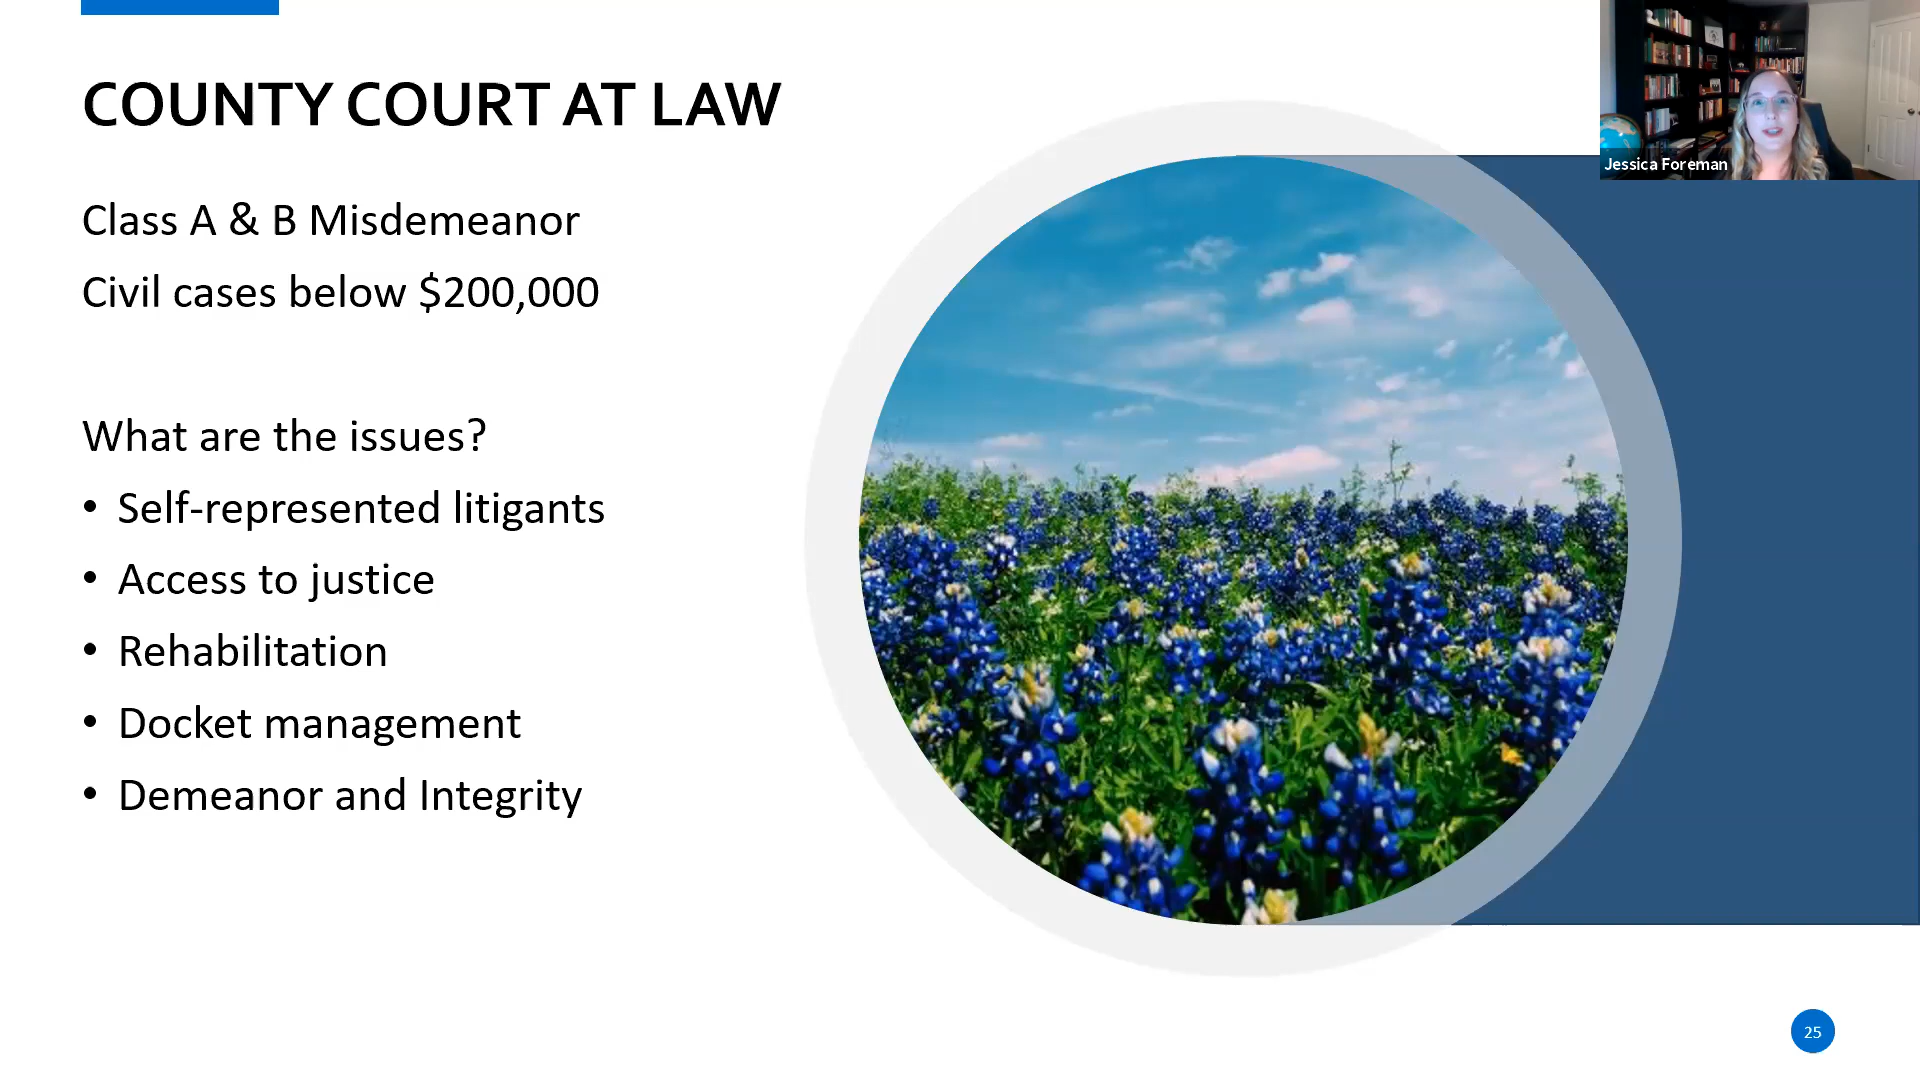 COUNTY COURT AT LAW
Class A & B Misdemeanor
Civil cases below $200,000
What are the issues?
• Self-represented litigants
• Access to justice
• Rehabilitation
• Docket management
• Demeanor and Integrity
Jessica Foreman
25